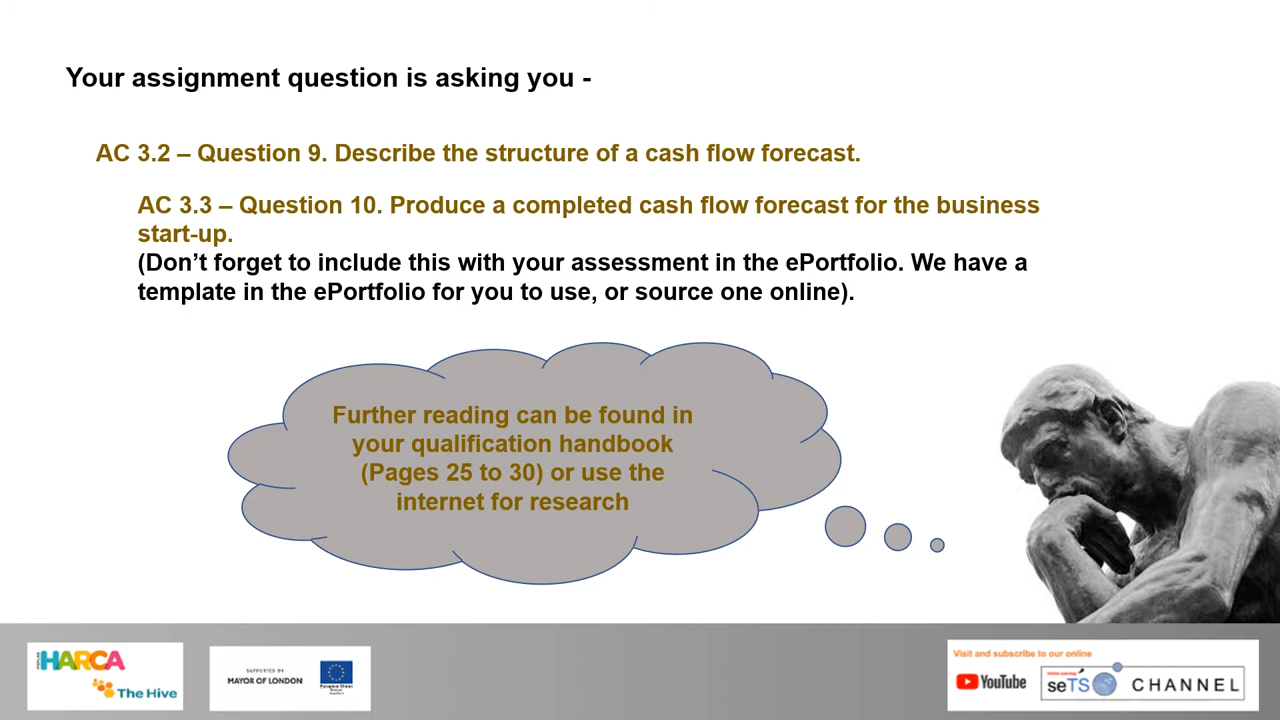 Your assignment question is asking you -
AC 3.2 – Question 9. Describe the structure of a cash flow forecast.
AC 3.3 – Question 10. Produce a completed cash flow forecast for the business
start-up.
(Don’t forget to include this with your assessment in the ePortfolio. We have a
template in the ePortfolio for you to use, or source one online).
Further reading can be found in
your qualification handbook
(Pages 25 to 30) or use the
internet for research
HARCA
The Hive
SUPPORTED BY
MAYOR OF LONDON
European Union
Visit and subscribe to our online
YouTube
seTS CHANNEL